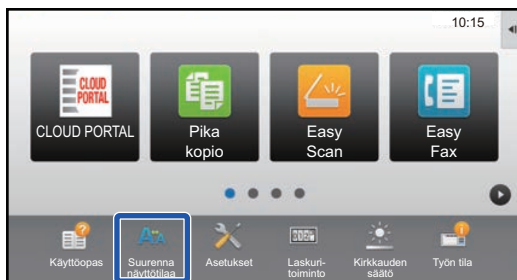 10:15
CLOUD
PORTAL
CLOUD PORTAL
Pika
kopio
Easy
Scan
Easy
Fax
Käyttöopas
Suurenna
näyttötilaa
Asetukset
Laskuri-
toiminto
Kirkkauden
säätö
Työn tila